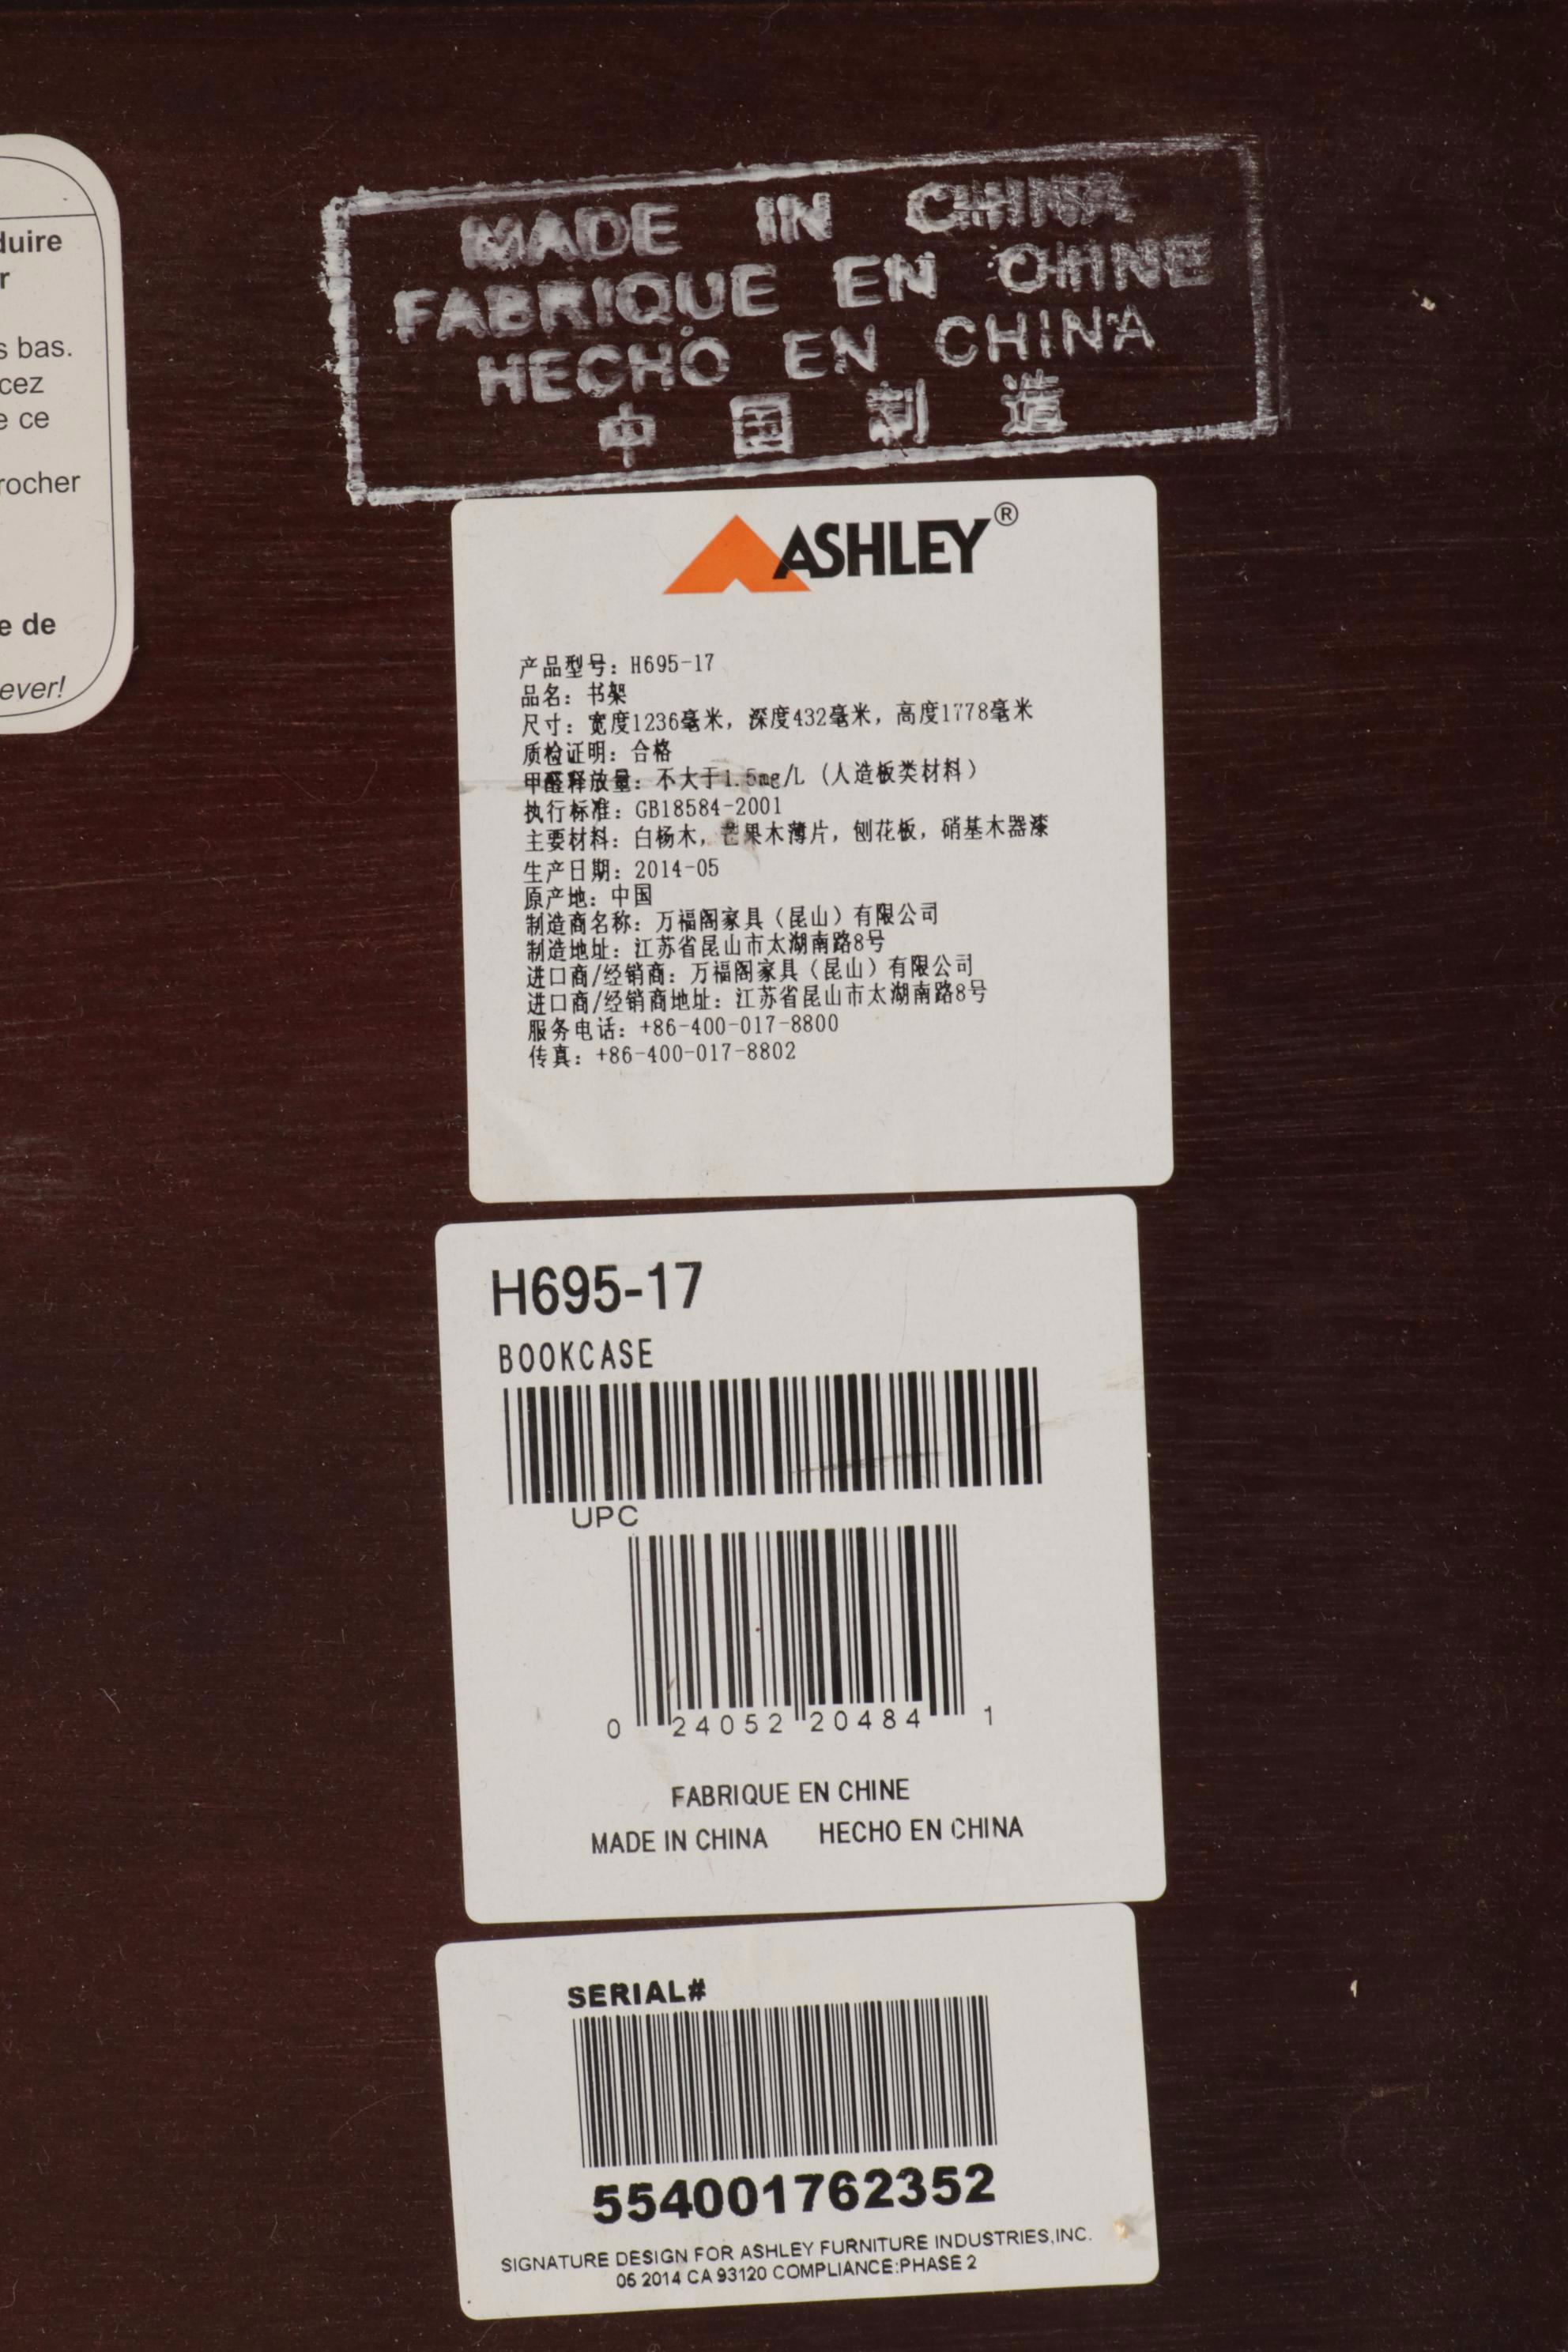 duire
r
s bas.
cez
e ce
rocher
e de
ever!
MADE IN CHINA
FABRIQUE EN CHINE
HECHO EN CHINA
中国制造
ASHLEY®
产品型号：H695-17
品名：书架
尺寸：宽度1236毫米，深度432毫米，高度1778毫米
质检证明：合格
甲醛释放量：不大于1.5mg/L（人造板类材料）
执行标准：GB18584-2001
主要材料：白杨木，芒果木薄片，刨花板，硝基木器漆
生产日期：2014-05
原产地：中国
制造商名称：万福阁家具（昆山）有限公司
制造地址：江苏省昆山市太湖南路8号
进口商/经销商：万福阁家具（昆山）有限公司
进口商/经销商地址：江苏省昆山市太湖南路8号
服务电话：+86-400-017-8800
传真：+86-400-017-8802
H695-17
BOOKCASE
UPC
0 24052 20484 1
FABRIQUE EN CHINE
MADE IN CHINA HECHO EN CHINA
SERIAL#
554001762352
SIGNATURE DESIGN FOR ASHLEY FURNITURE INDUSTRIES,INC.
05 2014 CA 93120 COMPLIANCE:PHASE 2